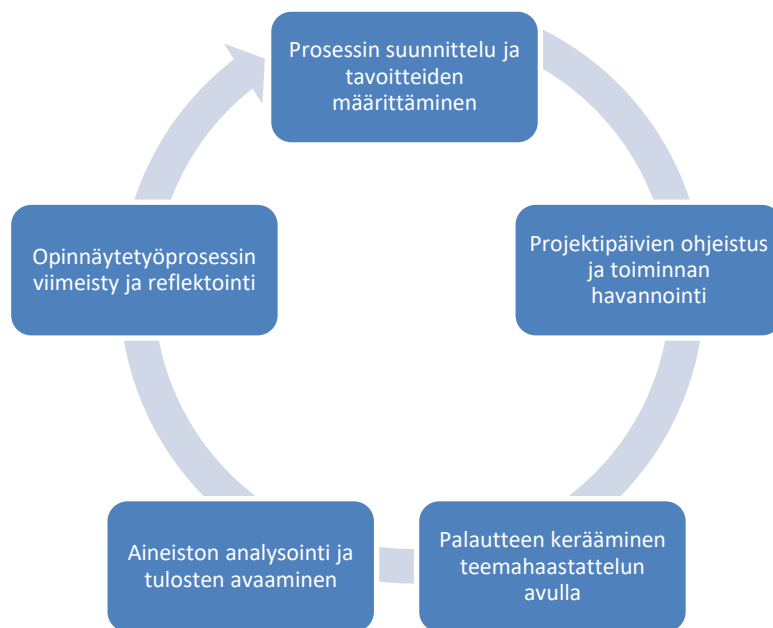 Prosessin suunnittelu ja
tavoitteiden
määrittäminen
Projektipäivien ohjeistus
ja toiminnan
havannointi
Palautteen kerääminen
teemahaastattelun
avulla
Aineiston analysointi ja
tulosten avaaminen
Opinnäytetyöprosessin
viimeisty ja reflektointi